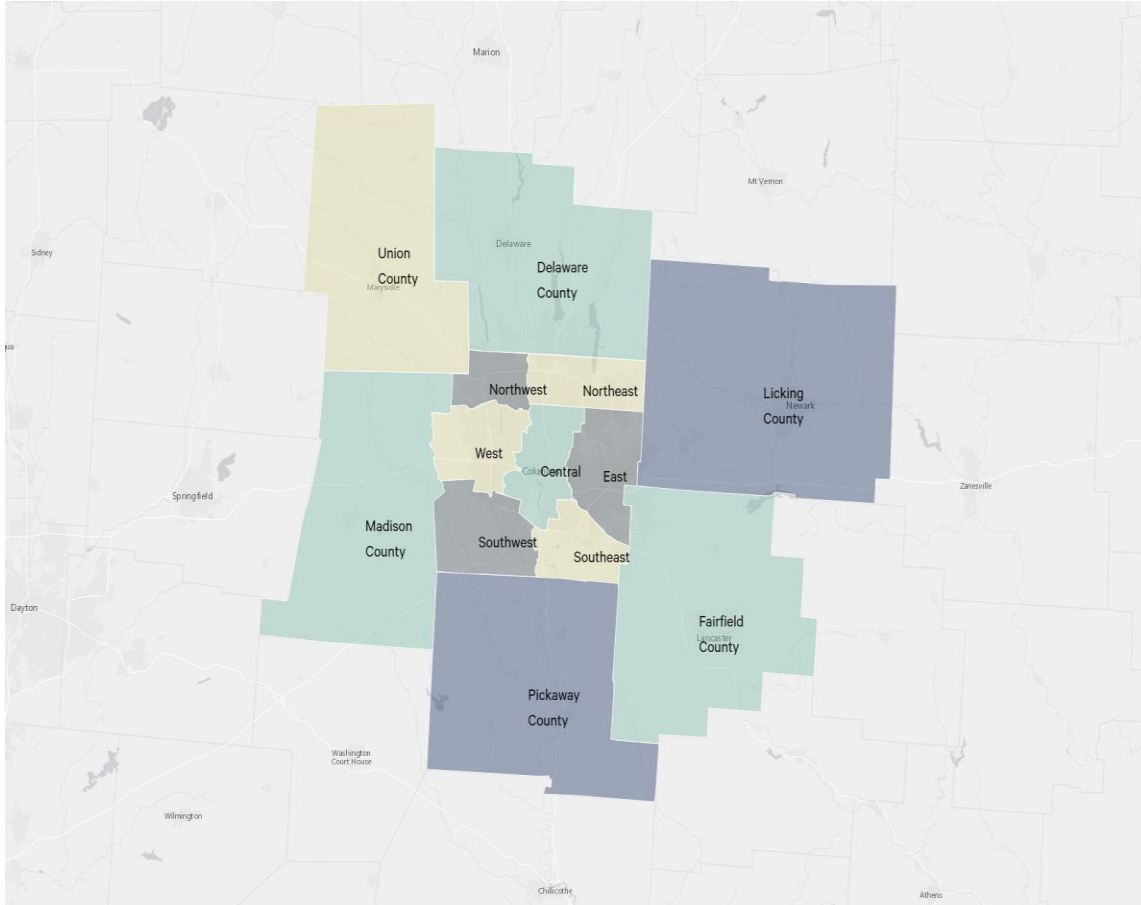 Marion
Mt Vernon
Union
County
Marysville
Delaware
Delaware
County
Sidney
Licking
County
Newark
Northwest
Northeast
West
Central
East
Springfield
Zanesville
Madison
County
Southwest
Southeast
Dayton
Fairfield
Lancaster
County
Pickaway
County
Washington
Court House
Wilmington
Chillicothe
Athens